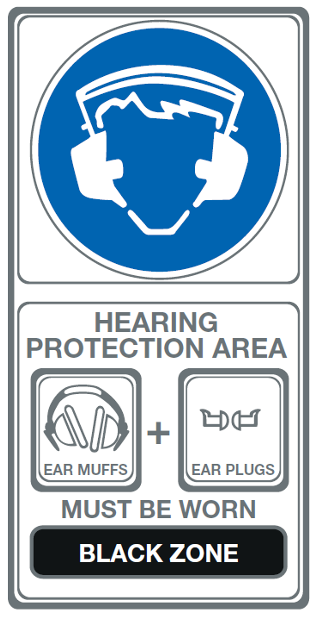 HEARING
PROTECTION AREA
EAR MUFFS + EAR PLUGS
MUST BE WORN
BLACK ZONE